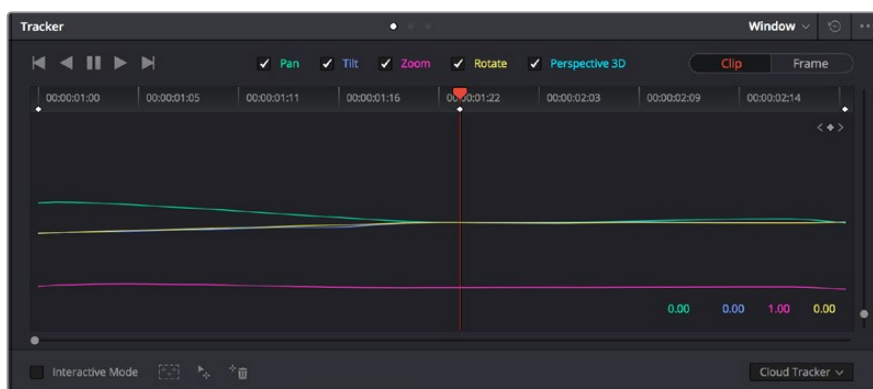 Tracker Window
Pan Tilt Zoom Rotate Perspective 3D Clip Frame
00:00:01:00 00:00:01:05 00:00:01:11 00:00:01:16 00:00:01:22 00:00:02:03 00:00:02:09 00:00:02:14
0.00 0.00 1.00 0.00
Interactive Mode Cloud Tracker